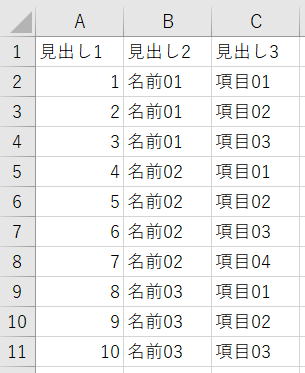 A B C
1 見出し1 見出し2 見出し3
2 1 名前01 項目01
3 2 名前01 項目02
4 3 名前01 項目03
5 4 名前02 項目01
6 5 名前02 項目02
7 6 名前02 項目03
8 7 名前02 項目04
9 8 名前03 項目01
10 9 名前03 項目02
11 10 名前03 項目03